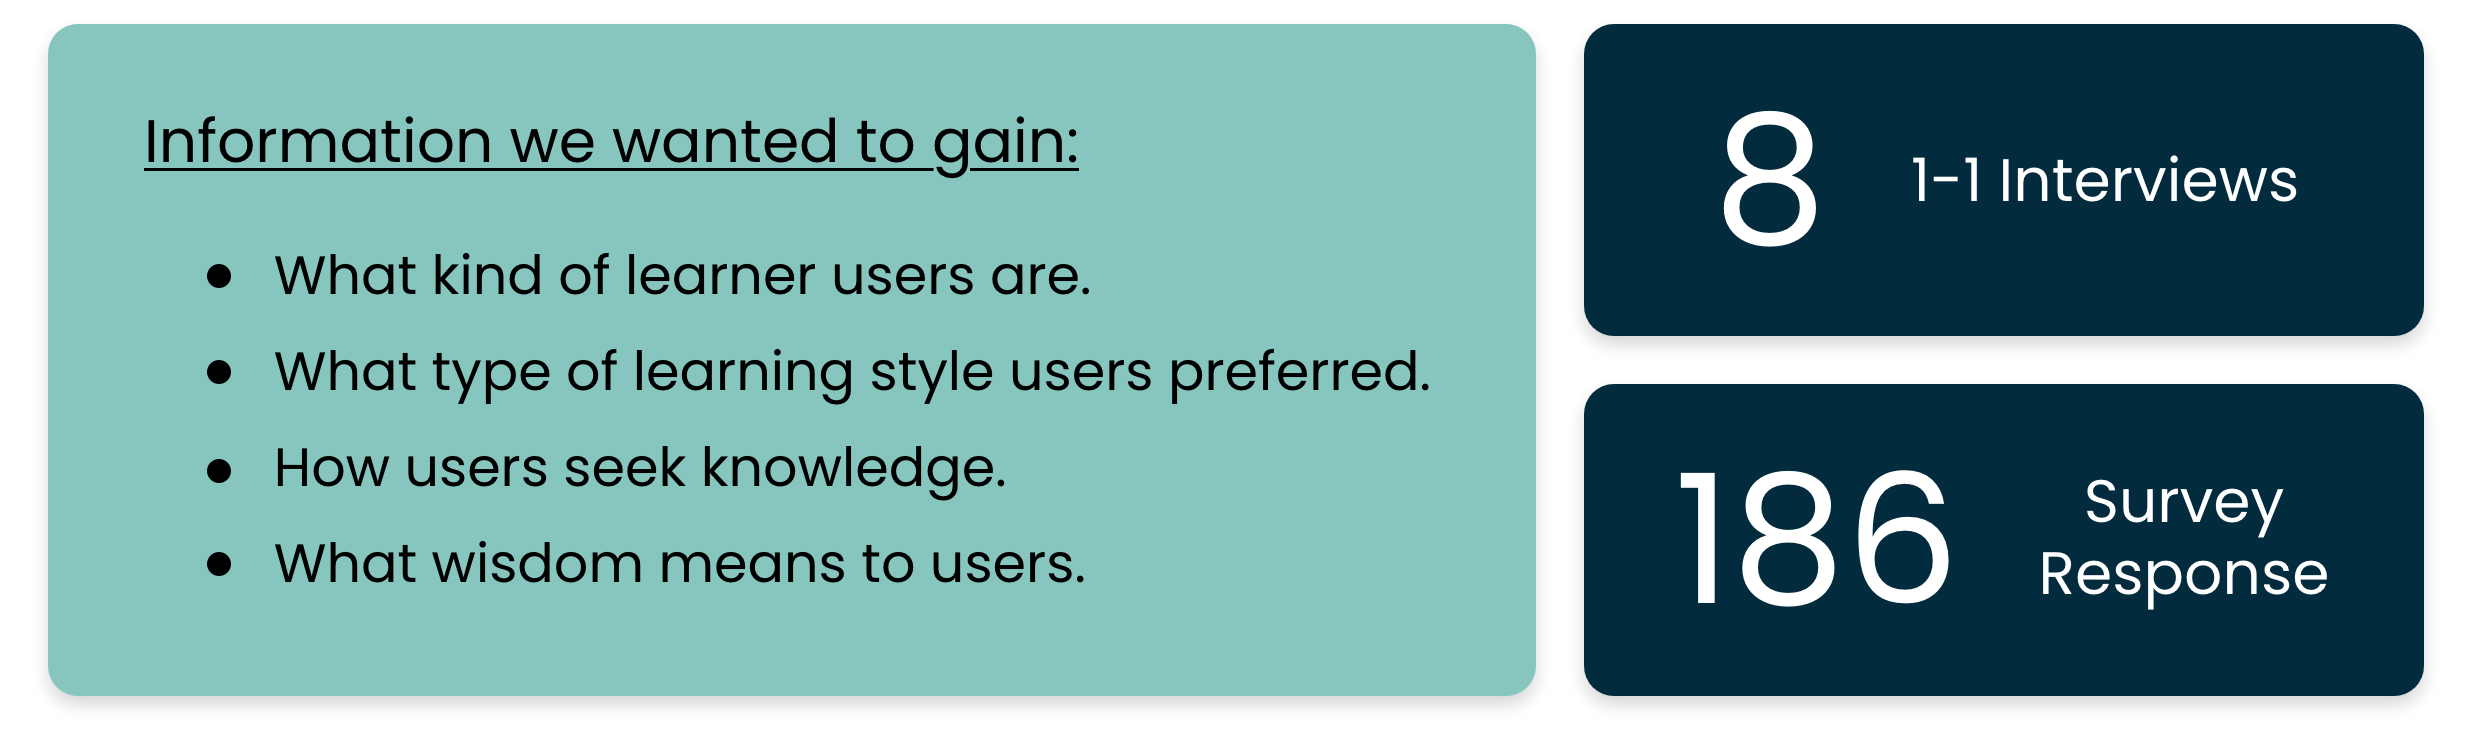 Information we wanted to gain:
● What kind of learner users are.
● What type of learning style users preferred.
● How users seek knowledge.
● What wisdom means to users.
8 1-1 Interviews
186 Survey
Response